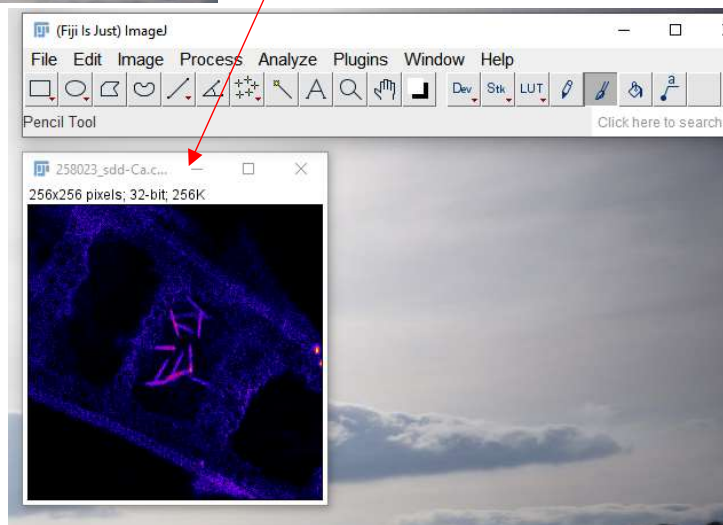 (Fiji Is Just) ImageJ
File Edit Image Process Analyze Plugins Window Help
A Dev Stk LUT a
Pencil Tool Click here to search
258023_sdd-Ca.c...
256x256 pixels; 32-bit; 256K